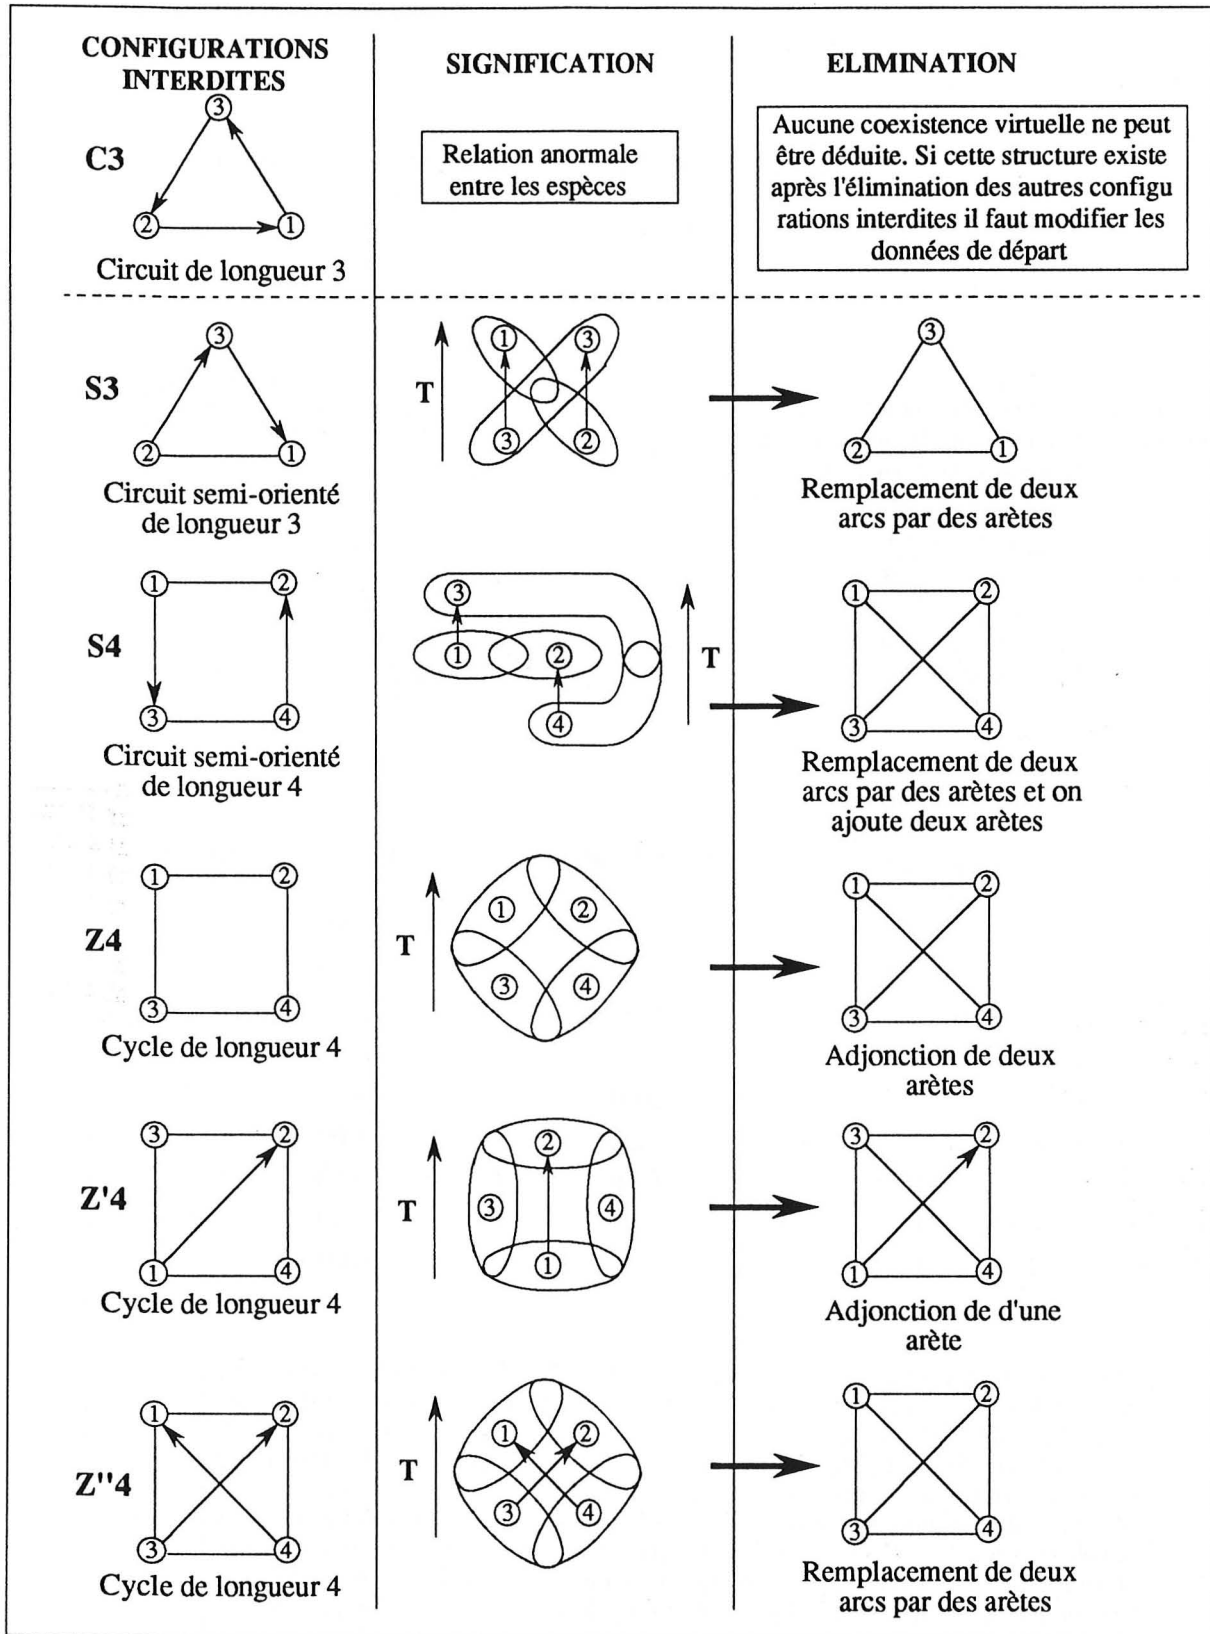 CONFIGURATIONS
INTERDITES
SIGNIFICATION
ELIMINATION
C3
3
2
1
Circuit de longueur 3
Relation anormale
entre les espèces
Aucune coexistence virtuelle ne peut
être déduite. Si cette structure existe
après l'élimination des autres configu
rations interdites il faut modifier les
données de départ
S3
3
2
1
Circuit semi-orienté
de longueur 3
T
1
3
3
2
3
2
1
Remplacement de deux
arcs par des arètes
S4
1
2
3
4
Circuit semi-orienté
de longueur 4
3
1
2
4
T
1
2
3
4
Remplacement de deux
arcs par des arètes et on
ajoute deux arètes
Z4
1
2
3
4
Cycle de longueur 4
T
1
2
3
4
1
2
3
4
Adjonction de deux
arètes
Z'4
3
2
1
4
Cycle de longueur 4
T
2
3
4
1
3
2
1
4
Adjonction de d'une
arète
Z''4
1
2
3
4
Cycle de longueur 4
T
1
2
3
4
1
2
3
4
Remplacement de deux
arcs par des arètes